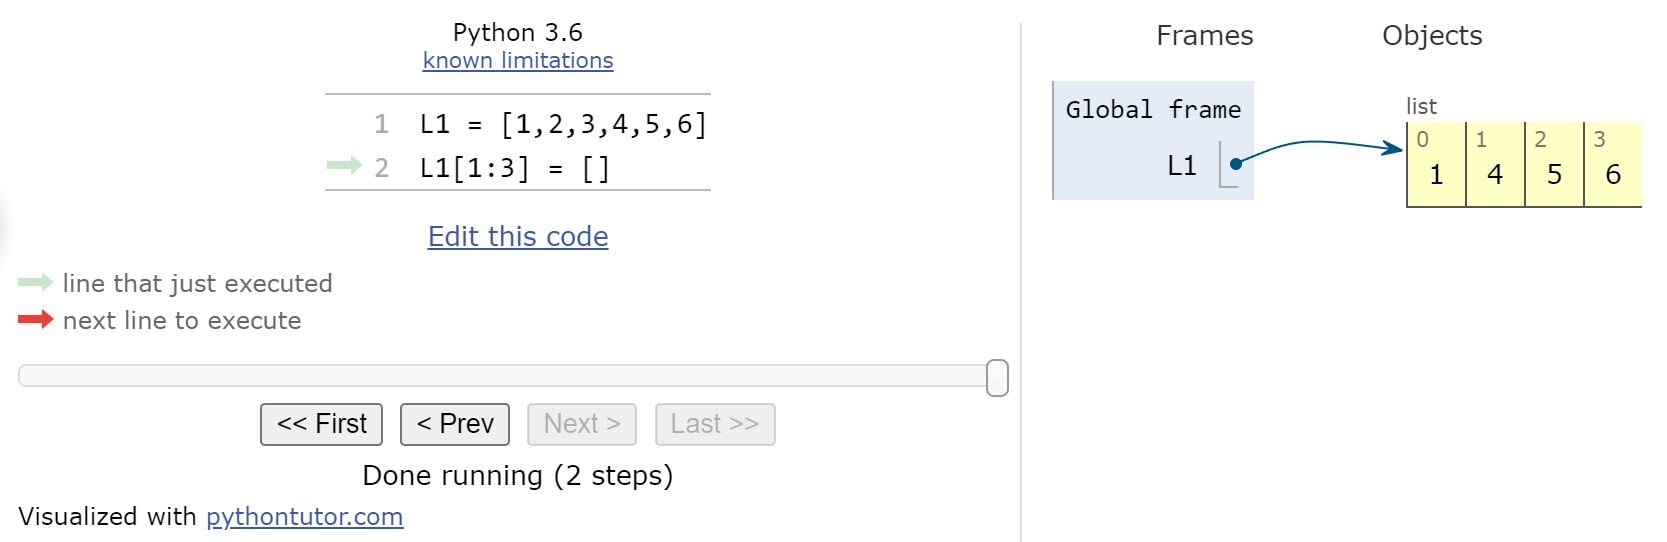 Python 3.6
known limitations
1 L1 = [1,2,3,4,5,6]
2 L1[1:3] = []
Edit this code
line that just executed
next line to execute
<< First < Prev Next > Last >>
Done running (2 steps)
Visualized with pythontutor.com
Frames Objects
Global frame
L1
list
0 1 2 3
1 4 5 6